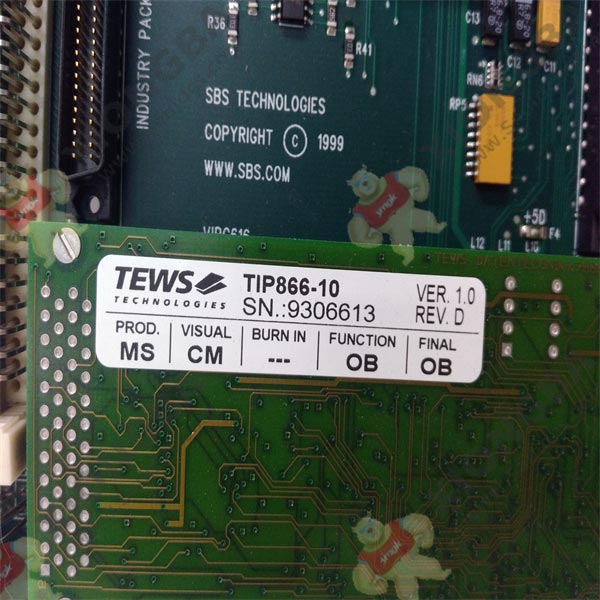 INDUSTRY PACK
R36
R41
C13
C12
C11
RN6
RP5
SBS TECHNOLOGIES
COPYRIGHT © 1999
WWW.SBS.COM
VIPC616
+5D
F4
L12 L11 L10
TEWS
TECHNOLOGIES
TIP866-10
SN.:9306613
VER. 1.0
REV. D
PROD. VISUAL BURN IN FUNCTION FINAL
MS CM --- OB OB